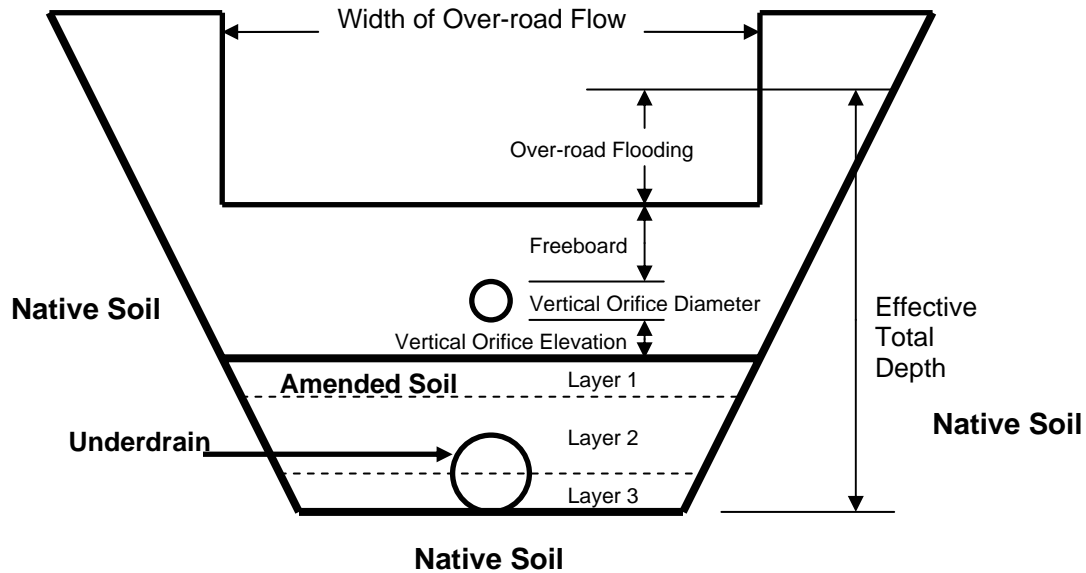 Width of Over-road Flow
Over-road Flooding
Freeboard
Native Soil
Vertical Orifice Diameter
Effective
Total
Depth
Vertical Orifice Elevation
Amended Soil
Layer 1
Native Soil
Underdrain
Layer 2
Layer 3
Native Soil